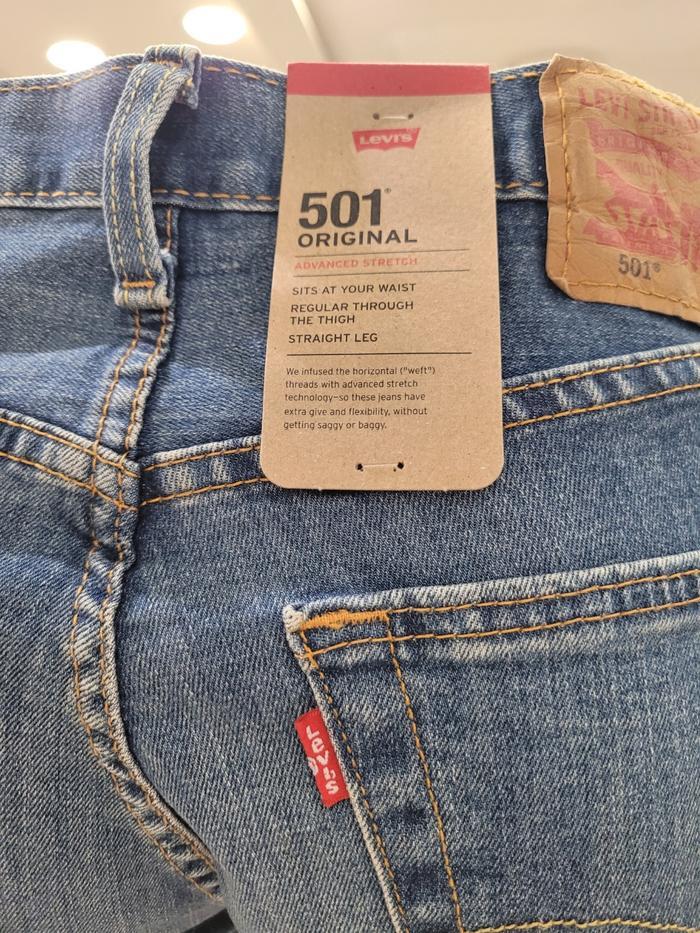 Levi's
501®
ORIGINAL
ADVANCED STRETCH
SITS AT YOUR WAIST
REGULAR THROUGH
THE THIGH
STRAIGHT LEG
We infused the horizontal ("weft")
threads with advanced stretch
technology—so these jeans have
extra give and flexibility, without
getting saggy or baggy.
LEVI STR
501®
Levi's